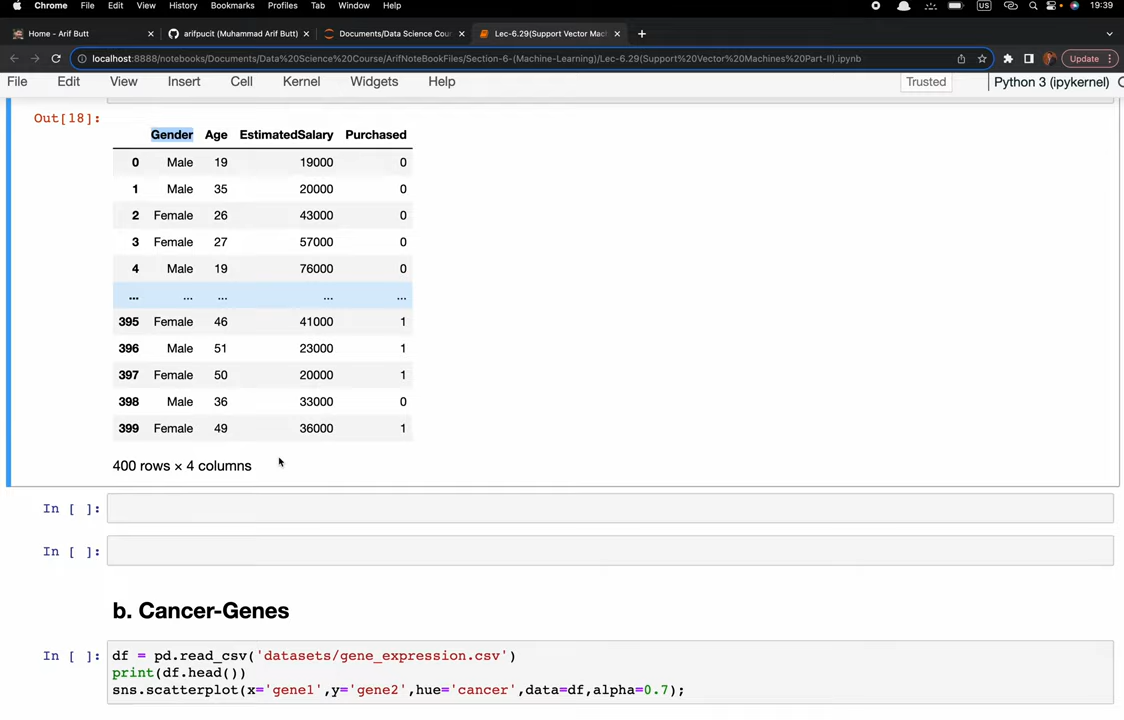 Chrome File Edit View History Bookmarks Profiles Tab Window Help US 19:39
Home - Arif Butt arifpucit (Muhammad Arif Butt) Documents/Data Science Cou Lec-6.29(Support Vector Mac
localhost:8888/notebooks/Documents/Data%20Science%20Course/ArifNoteBookFiles/Section-6-(Machine-Learning)/Lec-6.29(Support%20Vector%20Machines%20Part-II).ipynb Update
File Edit View Insert Cell Kernel Widgets Help Trusted Python 3 (ipykernel)
Out[18]:
Gender Age EstimatedSalary Purchased
0 Male 19 19000 0
1 Male 35 20000 0
2 Female 26 43000 0
3 Female 27 57000 0
4 Male 19 76000 0
... ... ... ... ...
395 Female 46 41000 1
396 Male 51 23000 1
397 Female 50 20000 1
398 Male 36 33000 0
399 Female 49 36000 1
400 rows × 4 columns
In [ ]:
In [ ]:
b. Cancer-Genes
In [ ]: df = pd.read_csv('datasets/gene_expression.csv')
print(df.head())
sns.scatterplot(x='gene1',y='gene2',hue='cancer',data=df,alpha=0.7);